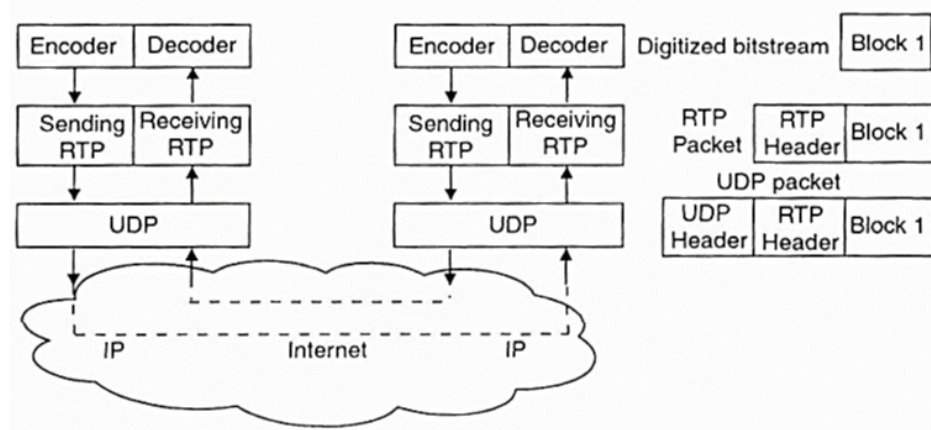 Encoder Decoder Encoder Decoder Digitized bitstream Block 1
Sending RTP
Receiving RTP
Sending RTP
Receiving RTP
RTP Packet
RTP Header
Block 1
UDP packet
UDP
UDP
UDP Header
RTP Header
Block 1
IP Internet IP